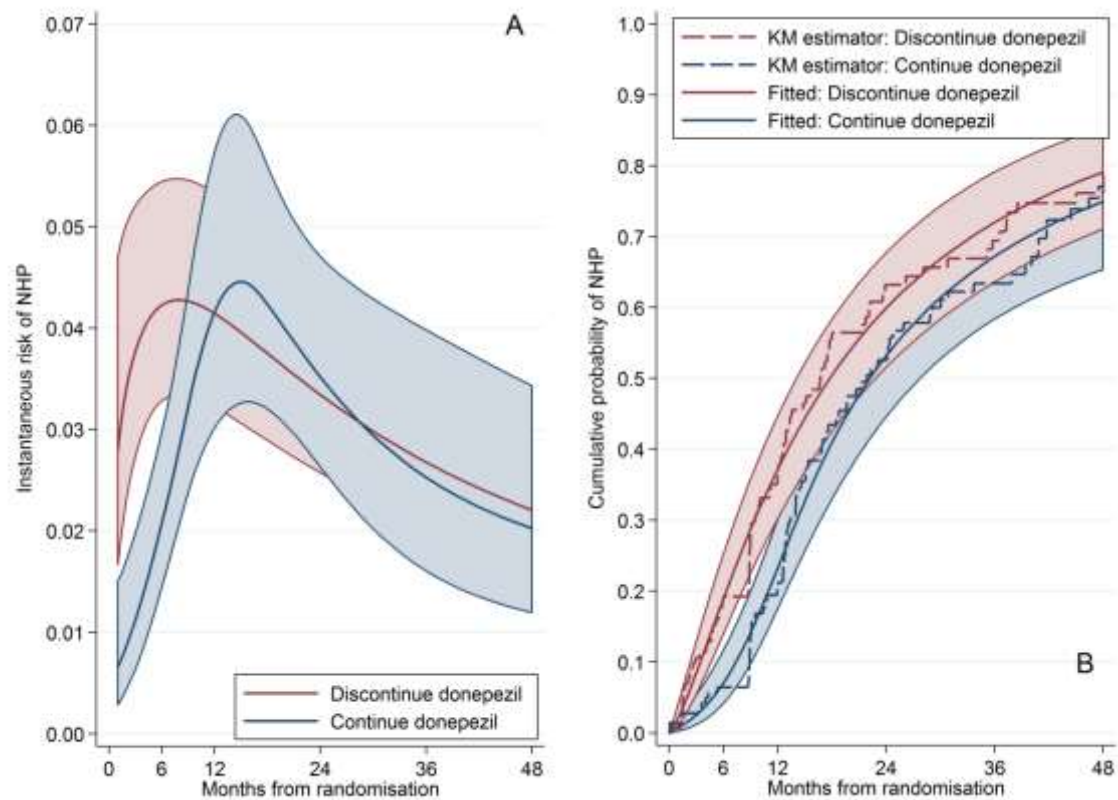 A
Instantaneous risk of NHP
0.07
0.06
0.05
0.04
0.03
0.02
0.01
0.00
Discontinue donepezil
Continue donepezil
0 6 12 24 36 48
Months from randomisation
KM estimator: Discontinue donepezil
KM estimator: Continue donepezil
Fitted: Discontinue donepezil
Fitted: Continue donepezil
Cumulative probability of NHP
1.0
0.9
0.8
0.7
0.6
0.5
0.4
0.3
0.2
0.1
0.0
B
0 4 12 24 36 48
Months from randomisation